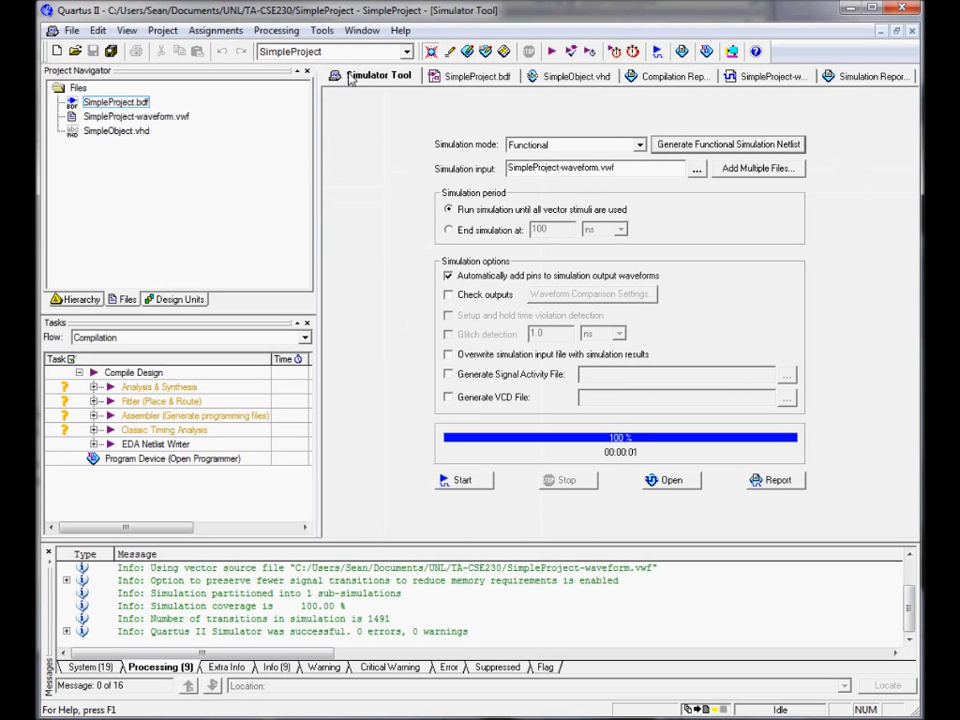 Quartus II - C:/Users/Sean/Documents/UNL/TA-CSE230/SimpleProject - SimpleProject - [Simulator Tool]
File Edit View Project Assignments Processing Tools Window Help
SimpleProject
Project Navigator
Files
SimpleProject.bdf
SimpleProject-waveform.vwf
SimpleObject.vhd
Hierarchy Files Design Units
Tasks
Flow: Compilation
Task Time
Compile Design
Analysis & Synthesis
Fitter (Place & Route)
Assembler (Generate programming files)
Classic Timing Analysis
EDA Netlist Writer
Program Device (Open Programmer)
Simulator Tool SimpleProject.bdf SimpleObject.vhd Compilation Rep... SimpleProject-w... Simulation Repor...
Simulation mode: Functional Generate Functional Simulation Netlist
Simulation input: SimpleProject-waveform.vwf ... Add Multiple Files...
Simulation period
Run simulation until all vector stimuli are used
End simulation at: 100 ns
Simulation options
Automatically add pins to simulation output waveforms
Check outputs Waveform Comparison Settings...
Setup and hold time violation detection
Glitch detection: 1.0 ns
Overwrite simulation input file with simulation results
Generate Signal Activity File: ...
Generate VCD File: ...
100 %
00:00:01
Start Stop Open Report
Type Message
Info: Using vector source file "C:/Users/Sean/Documents/UNL/TA-CSE230/SimpleProject-waveform.vwf"
Info: Option to preserve fewer signal transitions to reduce memory requirements is enabled
Info: Simulation partitioned into 1 sub-simulations
Info: Simulation coverage is 100.00 %
Info: Number of transitions in simulation is 1491
Info: Quartus II Simulator was successful. 0 errors, 0 warnings
System (19) Processing (9) Extra Info Info (9) Warning Critical Warning Error Suppressed Flag
Messages
Message: 0 of 16 Location: Locate
For Help, press F1 Idle NUM